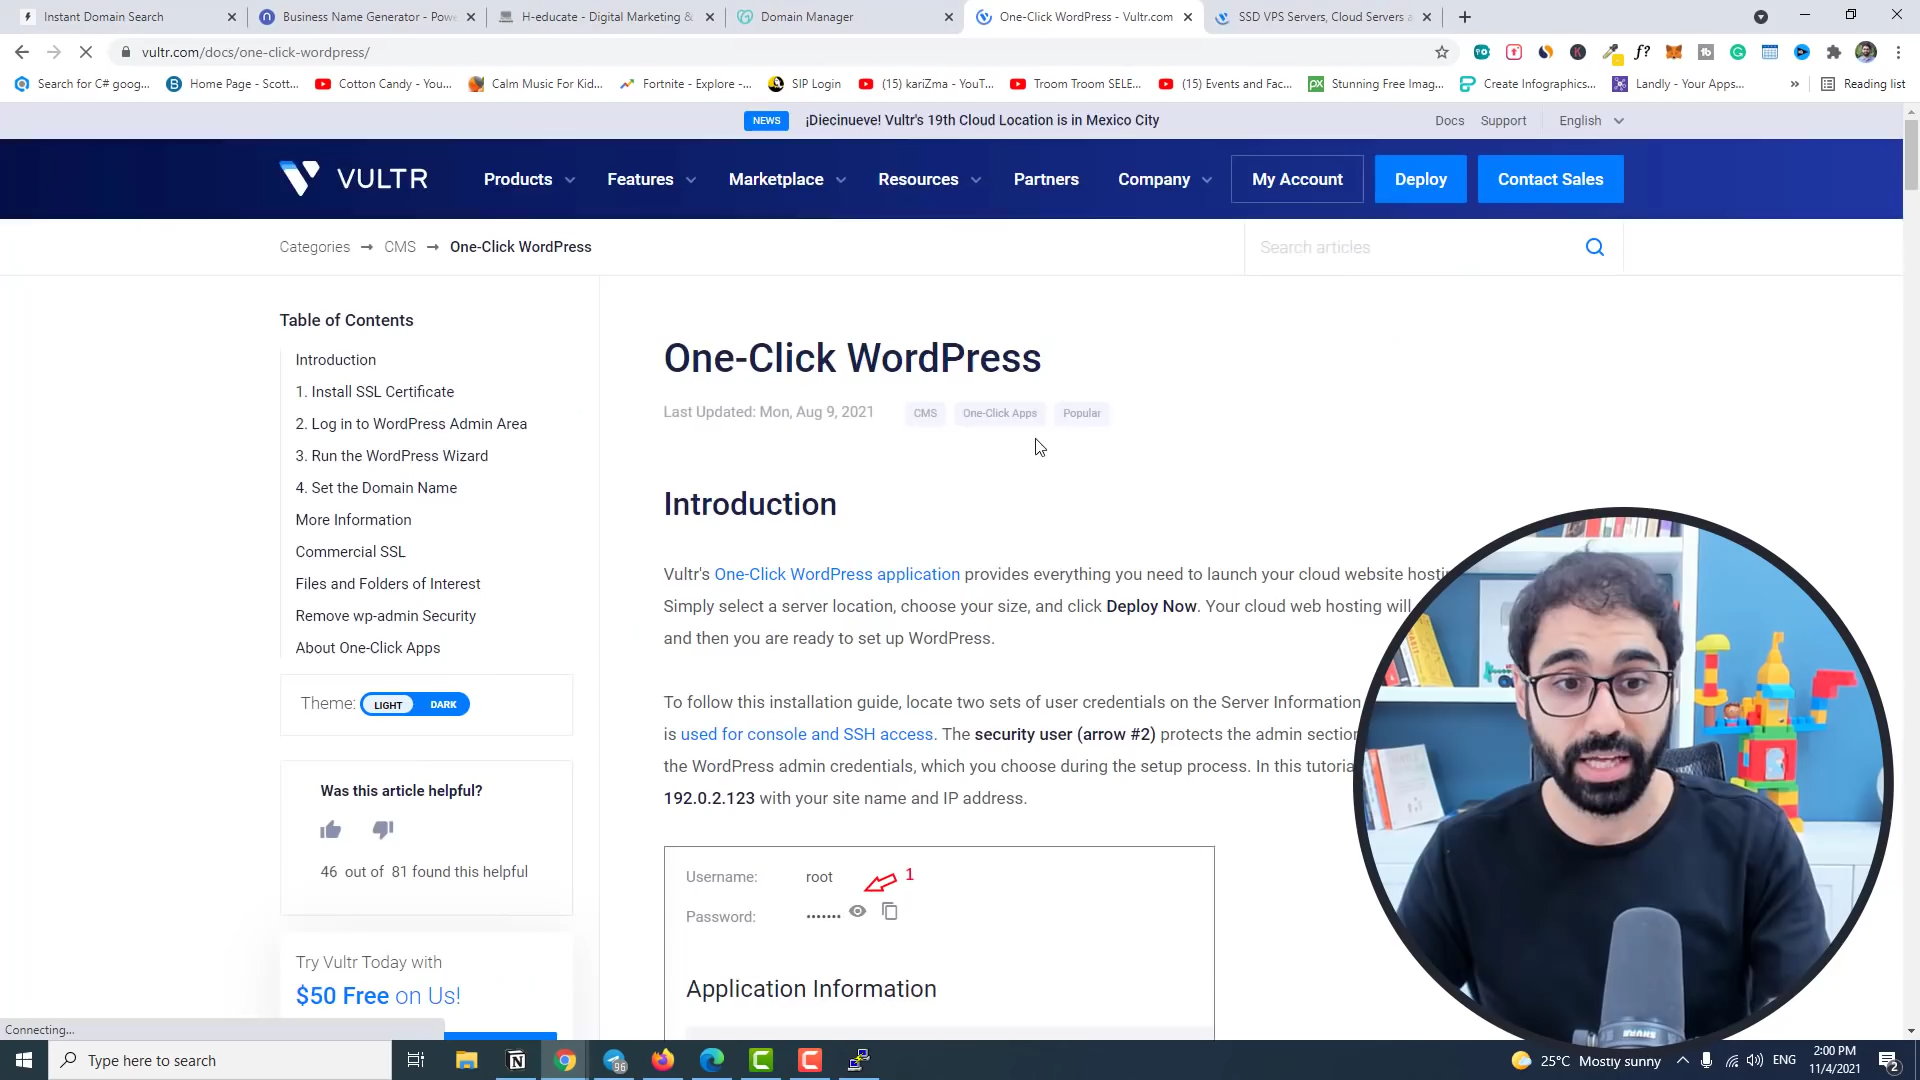 Instant Domain Search
Business Name Generator - Pow
H-educate - Digital Marketing &
Domain Manager
One-Click WordPress - Vultr.com
SSD VPS Servers, Cloud Servers a
vultr.com/docs/one-click-wordpress/
Search for C# goog...
Home Page - Scott...
Cotton Candy - You...
Calm Music For Kid...
Fortnite - Explore -...
SIP Login
(15) kariZma - YouT...
Troom Troom SELE...
(15) Events and Fac...
Stunning Free Imag...
Create Infographics...
Landly - Your Apps...
»
Reading list
NEWS ¡Diecinueve! Vultr's 19th Cloud Location is in Mexico City
Docs Support English
VULTR
Products Features Marketplace Resources Partners Company My Account Deploy Contact Sales
Categories → CMS → One-Click WordPress
Search articles
Table of Contents
Introduction
1. Install SSL Certificate
2. Log in to WordPress Admin Area
3. Run the WordPress Wizard
4. Set the Domain Name
More Information
Commercial SSL
Files and Folders of Interest
Remove wp-admin Security
About One-Click Apps
Theme: LIGHT DARK
Was this article helpful?
46 out of 81 found this helpful
Try Vultr Today with
$50 Free on Us!
One-Click WordPress
Last Updated: Mon, Aug 9, 2021 CMS One-Click Apps Popular
Introduction
Vultr's One-Click WordPress application provides everything you need to launch your cloud website hosti
Simply select a server location, choose your size, and click Deploy Now. Your cloud web hosting will
and then you are ready to set up WordPress.
To follow this installation guide, locate two sets of user credentials on the Server Information
is used for console and SSH access. The security user (arrow #2) protects the admin section
the WordPress admin credentials, which you choose during the setup process. In this tutoria
192.0.2.123 with your site name and IP address.
Username: root 1
Password: •••••••
Application Information
Connecting...
Type here to search
96
25°C Mostly sunny
ENG
2:00 PM
11/4/2021
2